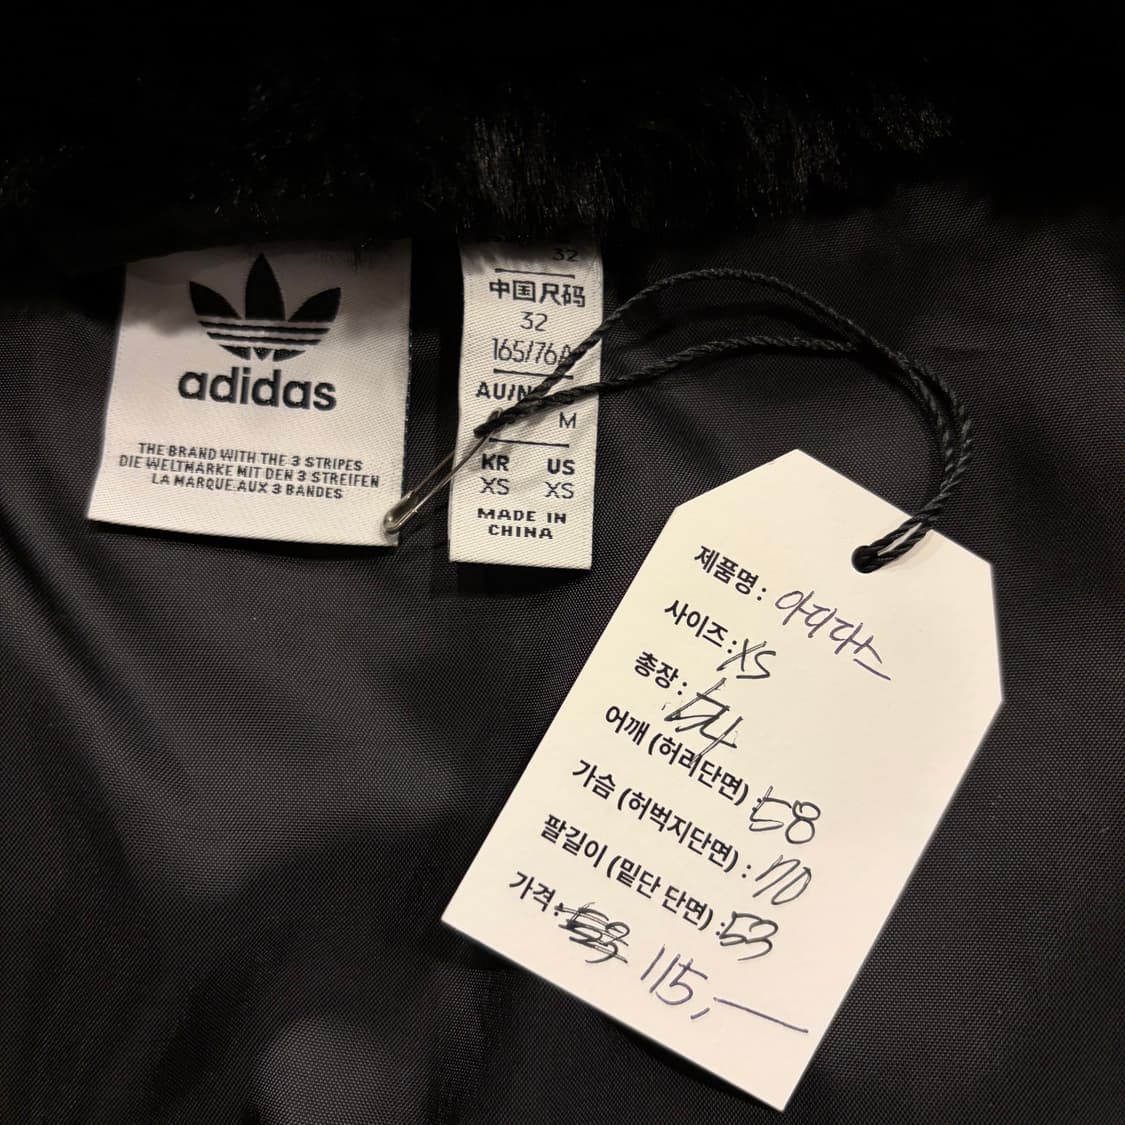 adidas
THE BRAND WITH THE 3 STRIPES
DIE WELTMARKE MIT DEN 3 STREIFEN
LA MARQUE AUX 3 BANDES
32
中国尺码
32
165/76A
M
KR US
XS XS
MADE IN
CHINA
제품명 : 아디다스
사이즈 : XS
총장 : 54
어깨 (허리단면) : 58
가슴 (허벅지단면) : 70
팔길이 (밑단 단면) : 53
가격 : 115,